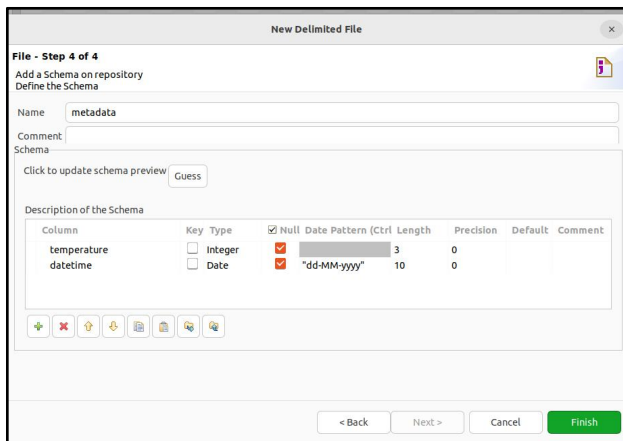 New Delimited File
File - Step 4 of 4
Add a Schema on repository
Define the Schema
Name metadata
Comment
Schema
Click to update schema preview Guess
Description of the Schema
Column Key Type Null Date Pattern (Ctrl Length Precision Default Comment
temperature Integer 3 0
datetime Date "dd-MM-yyyy" 10 0
< Back Next > Cancel Finish